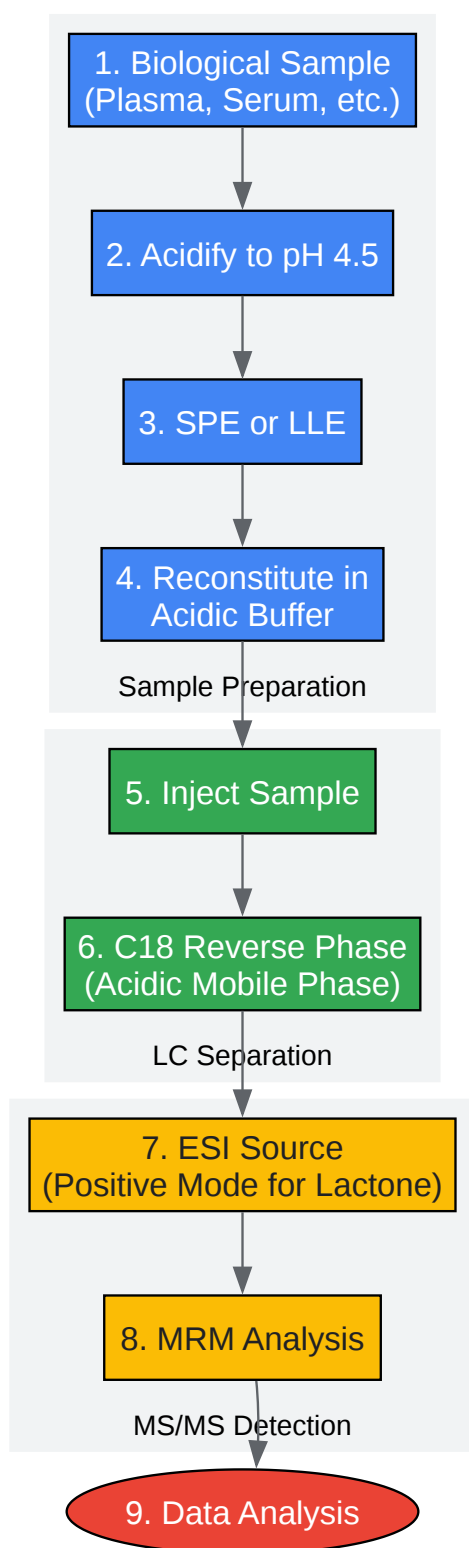 1. Biological Sample
(Plasma, Serum, etc.)
2. Acidify to pH 4.5
3. SPE or LLE
4. Reconstitute in
Acidic Buffer
Sample Preparation
5. Inject Sample
6. C18 Reverse Phase
(Acidic Mobile Phase)
LC Separation
7. ESI Source
(Positive Mode for Lactone)
8. MRM Analysis
MS/MS Detection
9. Data Analysis